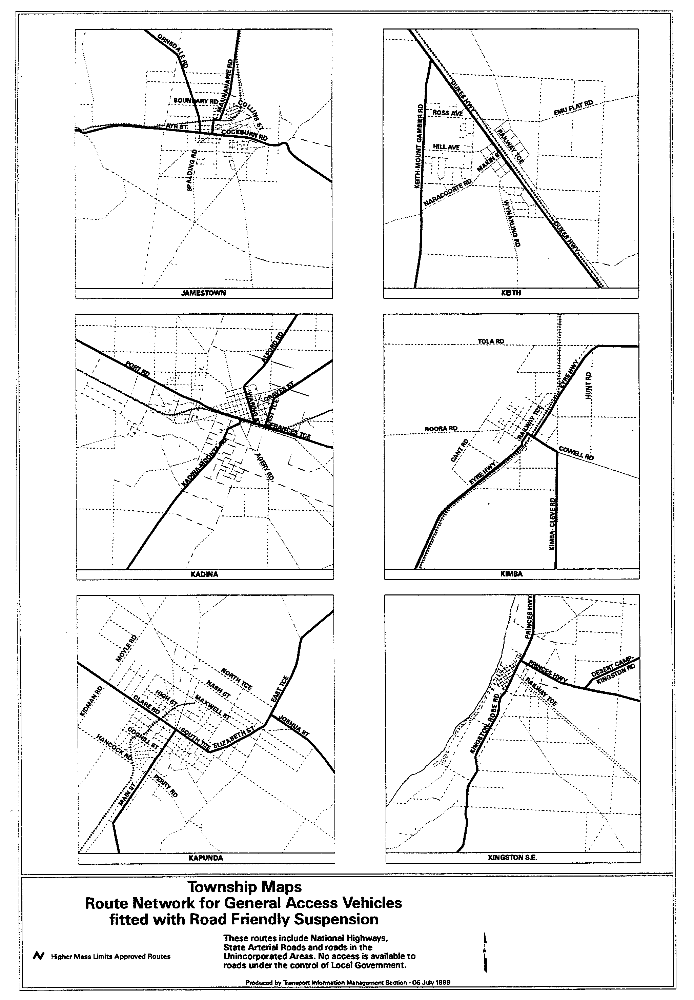 ORNSDALE RD
MANNANARIE RD
BOUNDARY RD
COLLINS ST
AYR ST
COCKBURN RD
SPALDING RD
JAMESTOWN
DUKES HWY
EMU FLAT RD
ROSS AVE
KEITH-MOUNT GAMBIER RD
RAILWAY TCE
HILL AVE
MAKIN S
NARACOORTE RD
WYNARLING RD
DUKES HWY
KEITH
ALFORD RD
PORT RD
GRAVES ST
WARING S
AST TCE
FRANCES TCE
KADINA-MOONTA RD
AGERY RD
KADINA
TOLA RD
EYRE HWY
HUNT RD
RAILWAY TCE
ROORA RD
CANT RD
COWELL RD
EYRE HWY
KIMBA- CLEVE RD
KIMBA
MOYLE RD
NORTH TCE
NASH ST
EAST TCE
KIDMAN RD
HIGH ST
CLARE RD
MAXWELL ST
JOSHUA ST
COGHILL ST
SOUTH TCE
ELIZABETH ST
HANCOCK RD
PERRY RD
MAIN ST
KAPUNDA
PRINCES HWY
PRINCES HWY
DESERT CAMP-
KINGSTON RD
RAILWAY TCE
KINGSTON- ROBE RD
KINGSTON S.E.
Township Maps
Route Network for General Access Vehicles
fitted with Road Friendly Suspension
These routes include National Highways,
State Arterial Roads and roads in the
Unincorporated Areas. No access is available to
roads under the control of Local Government.
Higher Mass Limits Approved Routes
Produced by Transport Information Management Section - 06 July 1999